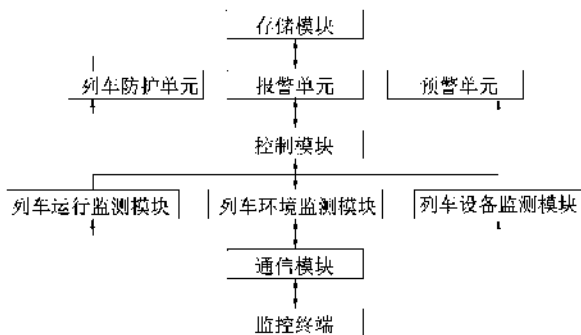 存储模块
列车防护单元 报警单元 预警单元
控制模块
列车运行监测模块 列车环境监测模块 列车设备监测模块
通信模块
监控终端